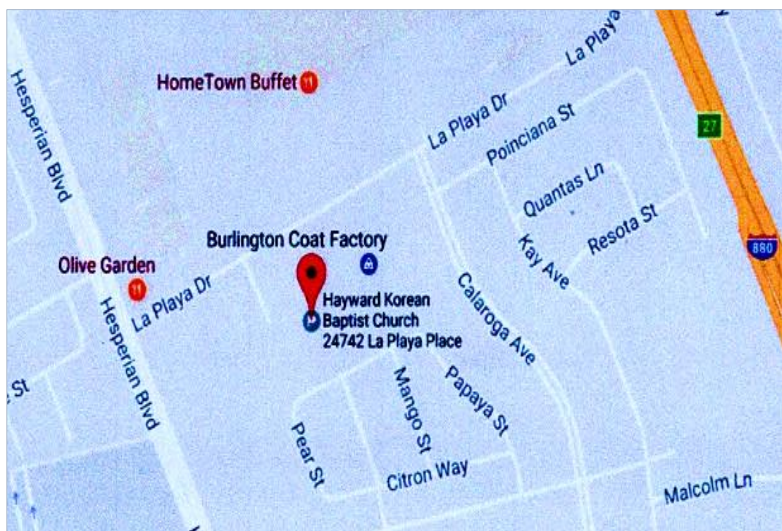 La Playa
HomeTown Buffet
La Playa Dr
Hesperian Blvd
Poinciana St
27
Quantas Ln
Resota St
Burlington Coat Factory
Kay Ave
880
Olive Garden
La Playa Dr
Hayward Korean
Baptist Church
24742 La Playa Place
Calaroga Ave
Hesperian Blvd
St
Mango St
Papaya St
Pear St
Citron Way
Malcolm Ln